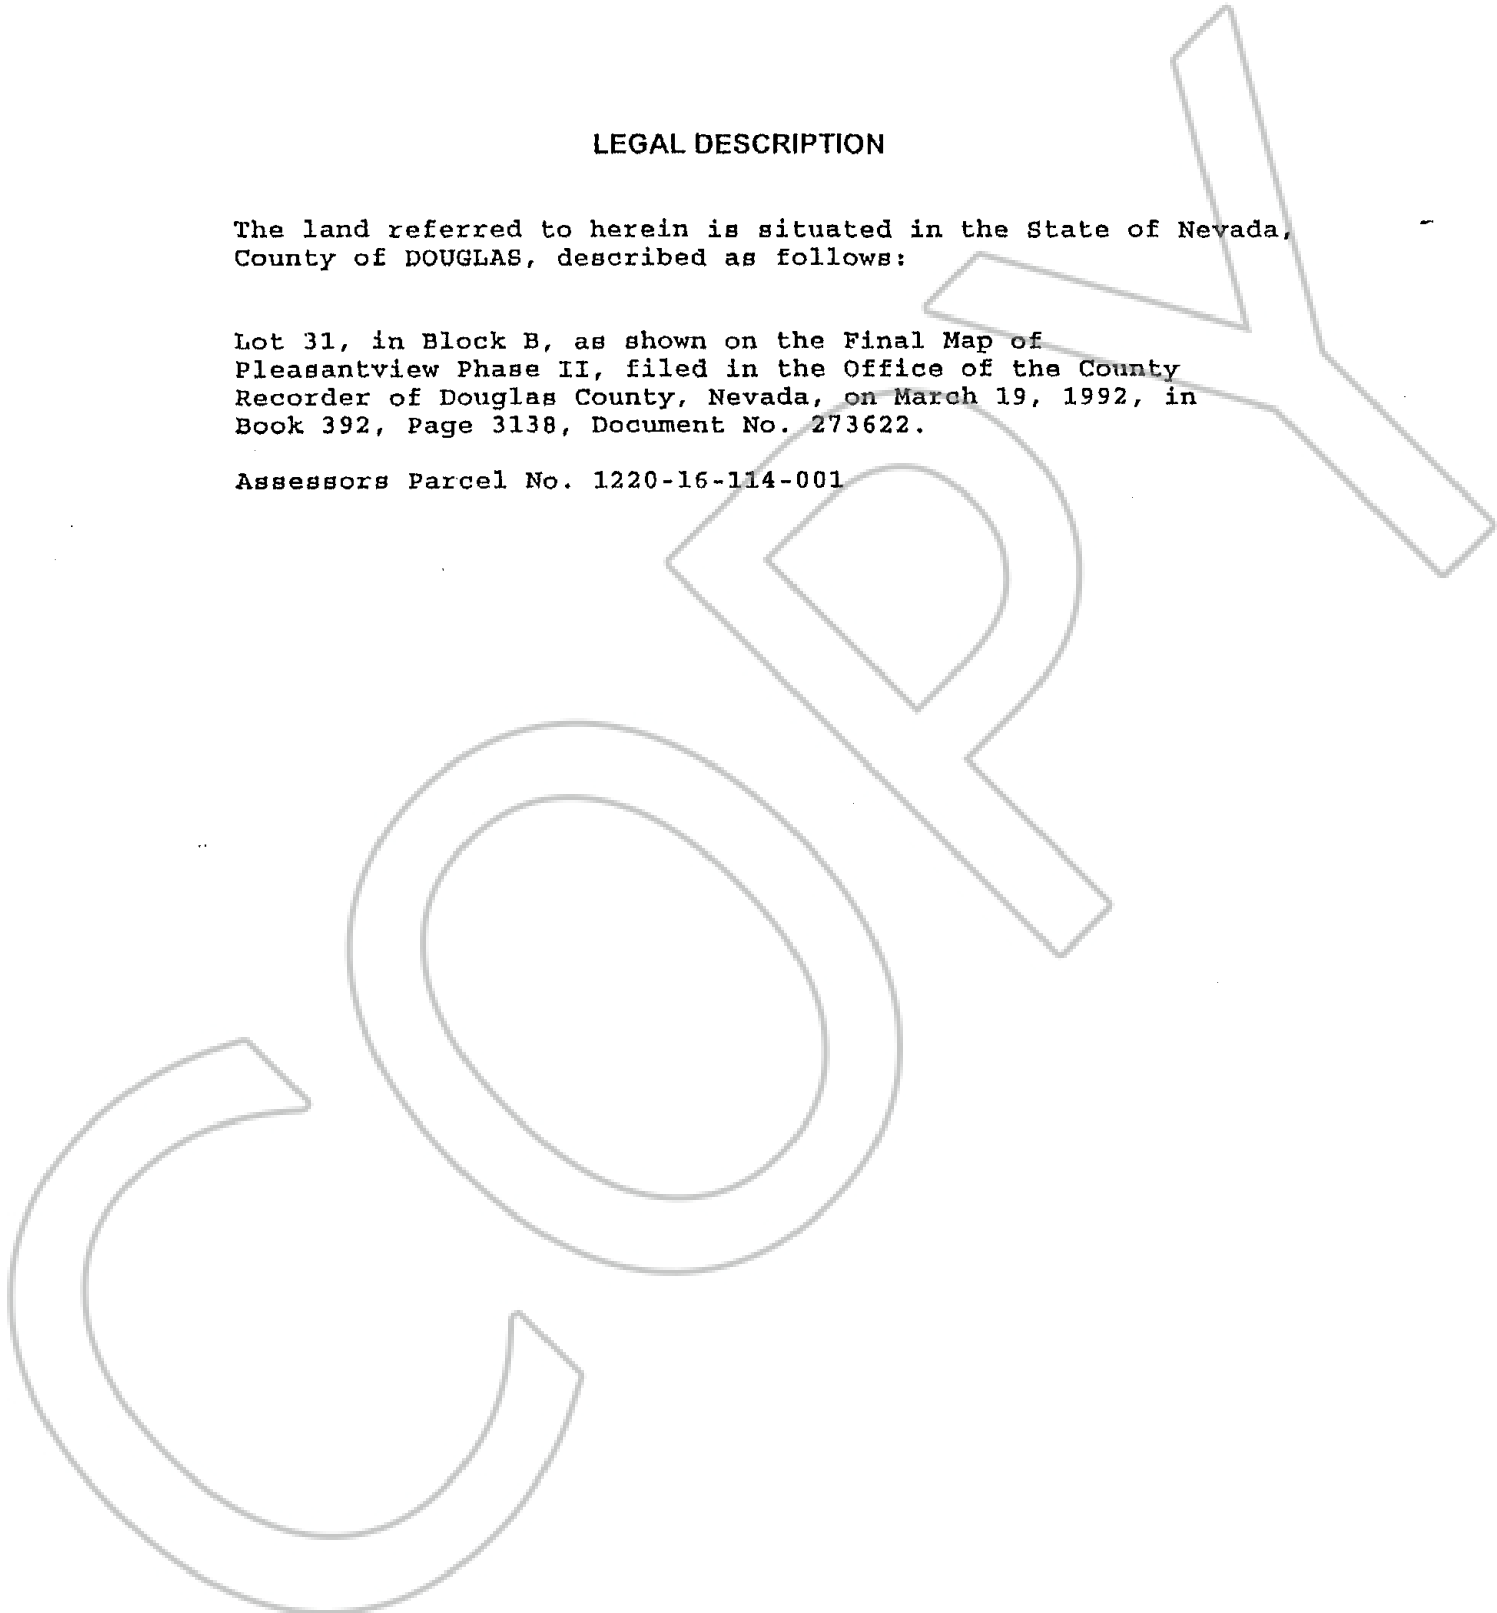 LEGAL DESCRIPTION
The land referred to herein is situated in the State of Nevada,
County of DOUGLAS, described as follows:
Lot 31, in Block B, as shown on the Final Map of
Pleasantview Phase II, filed in the Office of the County
Recorder of Douglas County, Nevada, on March 19, 1992, in
Book 392, Page 3138, Document No. 273622.
Assessors Parcel No. 1220-16-114-001
COPY